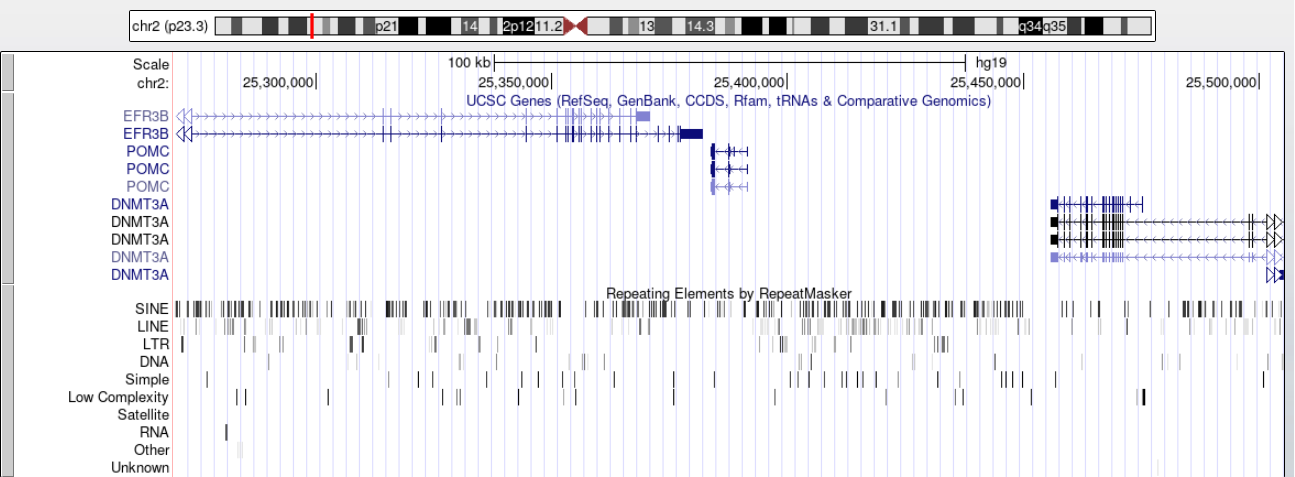 chr2 (p23.3) p21 14 2p12 11.2 13 14.3 31.1 q34 q35
Scale 100 kb hg19
chr2: 25,300,000 25,350,000 25,400,000 25,450,000 25,500,000
UCSC Genes (RefSeq, GenBank, CCDS, Rfam, tRNAs & Comparative Genomics)
EFR3B
EFR3B
POMC
POMC
POMC
DNMT3A
DNMT3A
DNMT3A
DNMT3A
DNMT3A
Repeating Elements by RepeatMasker
SINE
LINE
LTR
DNA
Simple
Low Complexity
Satellite
RNA
Other
Unknown